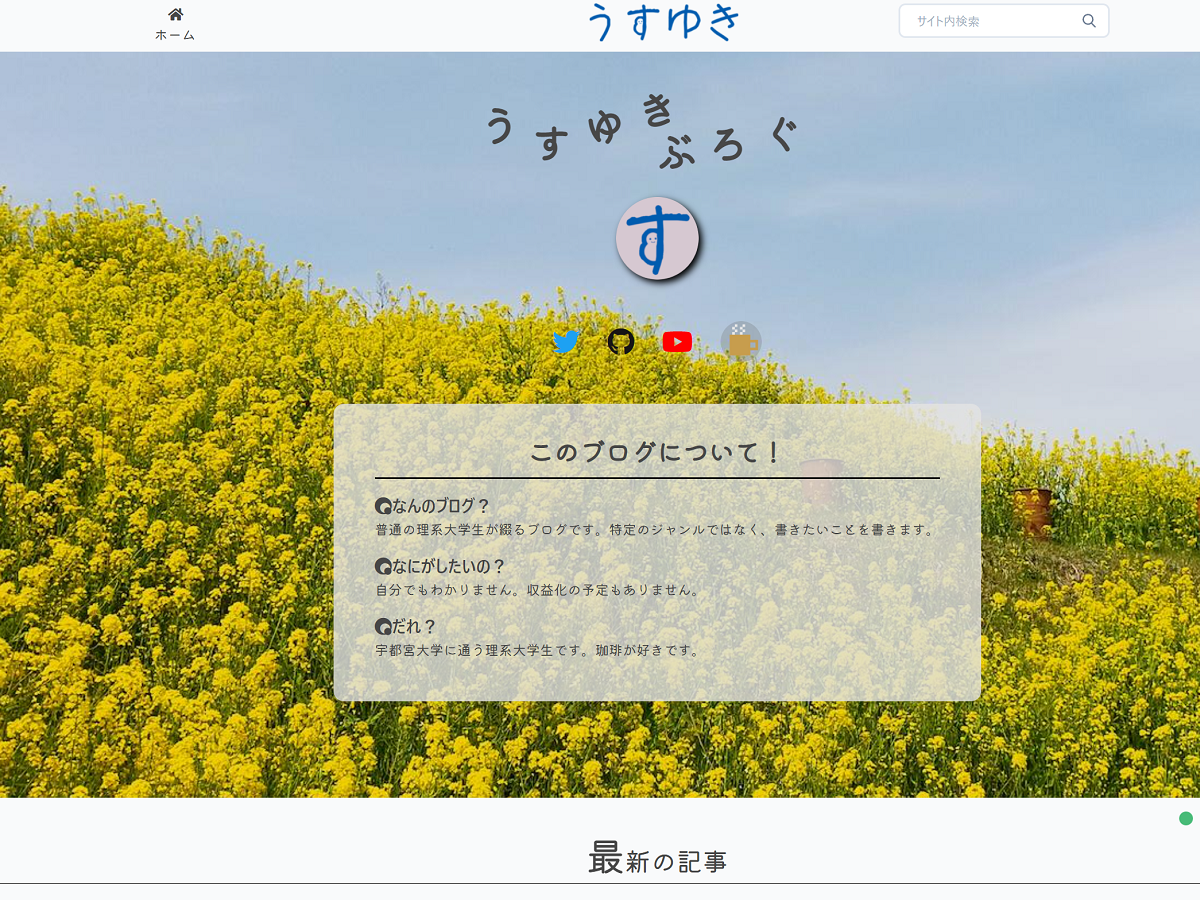 ホーム
うすゆき
サイト内検索
うすゆき
ぶろぐ
す
このブログについて！
なんのブログ？
普通の理系大学生が綴るブログです。特定のジャンルではなく、書きたいことを書きます。
なにがしたいの？
自分でもわかりません。収益化の予定もありません。
だれ？
宇都宮大学に通う理系大学生です。珈琲が好きです。
最新の記事